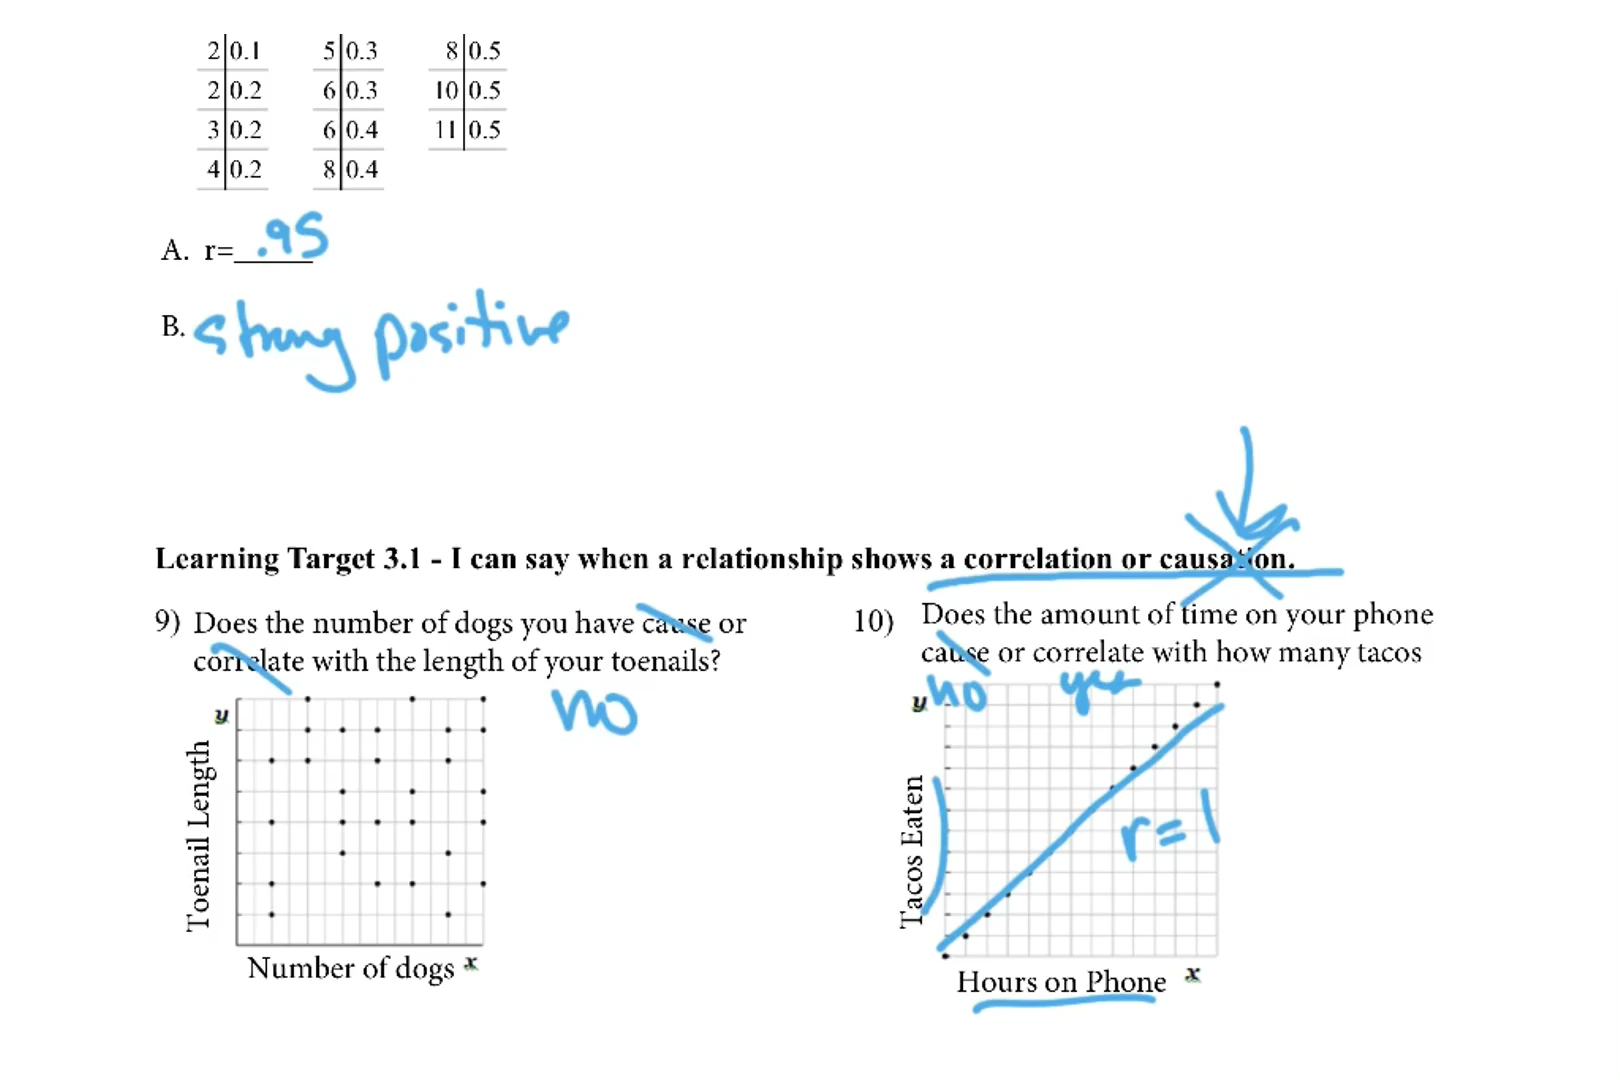 2 0.1 5 0.3 8 0.5
2 0.2 6 0.3 10 0.5
3 0.2 6 0.4 11 0.5
4 0.2 8 0.4
A. r= .95
B. strong positive
Learning Target 3.1 - I can say when a relationship shows a correlation or causation.
9) Does the number of dogs you have cause or
correlate with the length of your toenails?
no
y
Toenail Length
Number of dogs x
10) Does the amount of time on your phone
cause or correlate with how many tacos
no yes
y
Tacos Eaten
r=1
Hours on Phone x